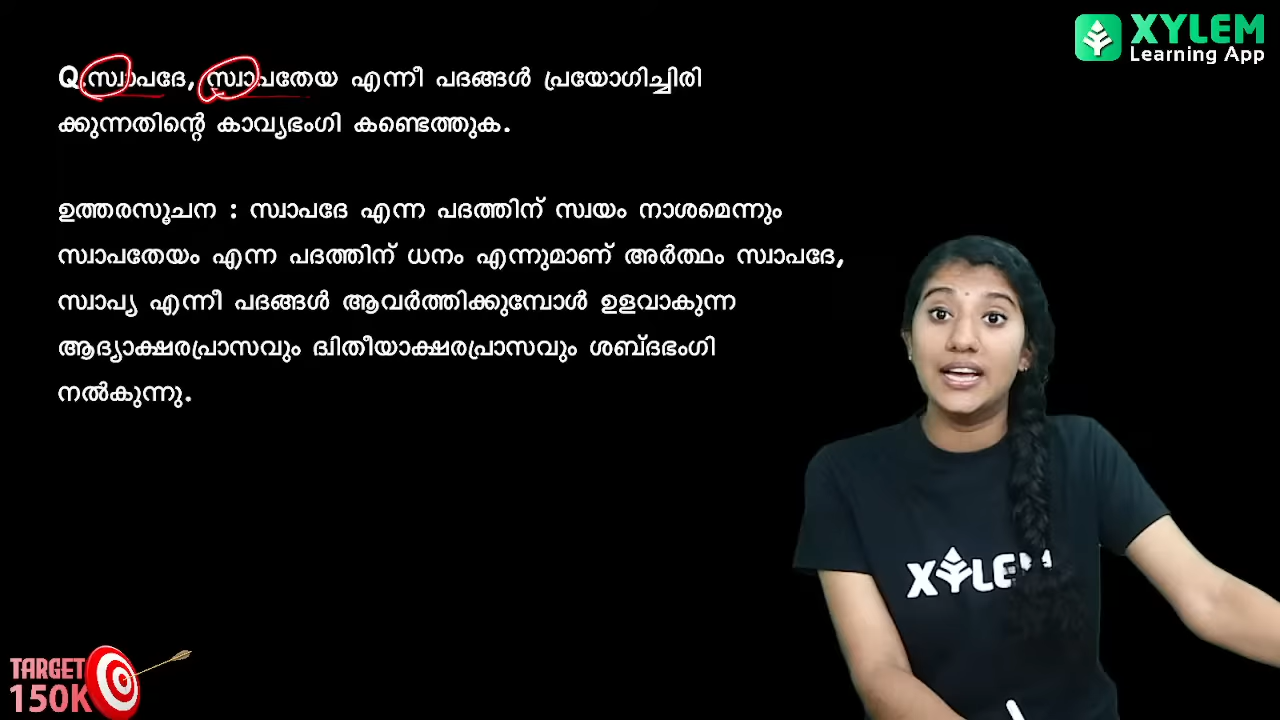 XYLEM
Learning App
Q.സ്വാപദേ, സ്വാപതേയ എന്നീ പദങ്ങൾ പ്രയോഗിച്ചിരി
ക്കുന്നതിന്റെ കാവ്യഭംഗി കണ്ടെത്തുക.
ഉത്തരസൂചന : സ്വാപദേ എന്ന പദത്തിന് സ്വയം നാശമെന്നും
സ്വാപതേയം എന്ന പദത്തിന് ധനം എന്നുമാണ് അർത്ഥം സ്വാപദേ,
സ്വാപ്യ എന്നീ പദങ്ങൾ ആവർത്തിക്കുമ്പോൾ ഉളവാകുന്ന
ആദ്യാക്ഷരപ്രാസവും ദ്വിതീയാക്ഷരപ്രാസവും ശബ്ദഭംഗി
നൽകുന്നു.
XYLEM
TARGET
150K